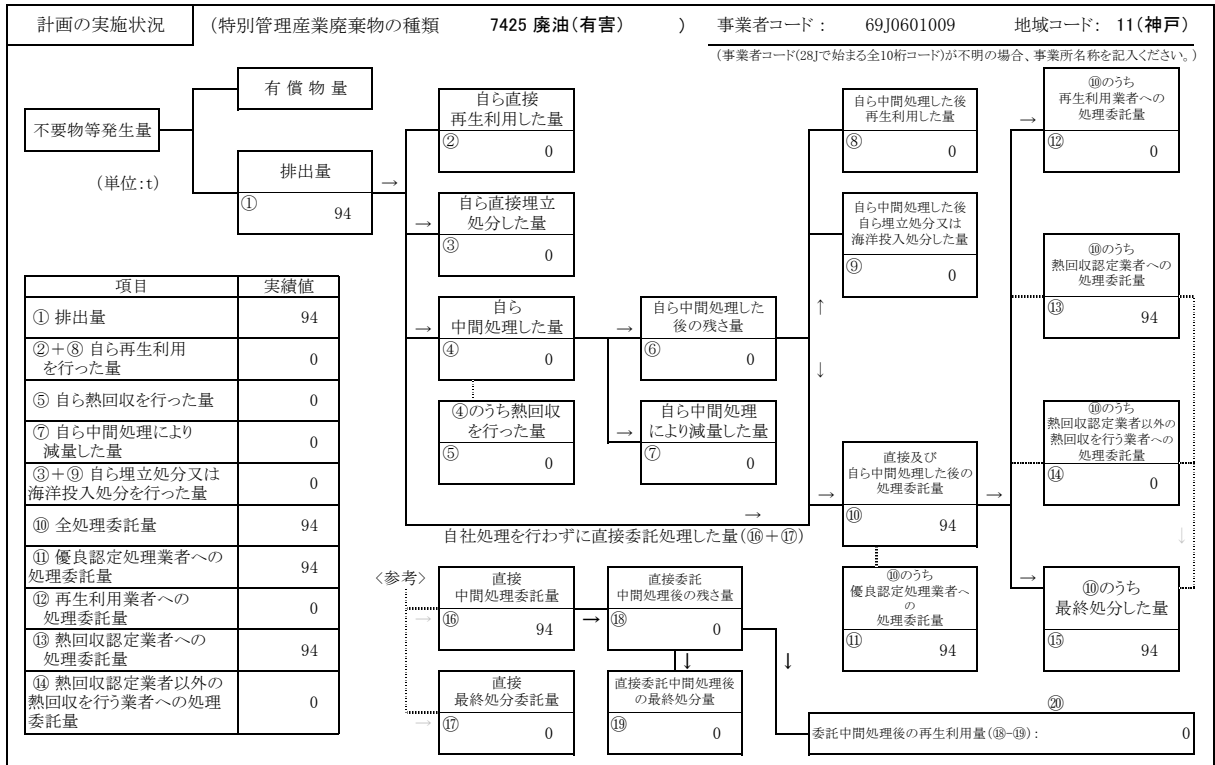 計画の実施状況 (特別管理産業廃棄物の種類 7425 廃油(有害) ) 事業者コード: 69J0601009 地域コード: 11(神戸)
(事業者コード(28Jで始まる全10桁コード)が不明の場合、事業所名称を記入ください。)
不要物等発生量
(単位:t)
有償物量
排出量
① 94
→
自ら直接
再生利用した量
② 0
→
自ら直接埋立
処分した量
③ 0
→
自ら
中間処理した量
④ 0
④のうち熱回収
を行った量
⑤ 0
→
自ら中間処理した
後の残さ量
⑥ 0
→
自ら中間処理
により減量した量
⑦ 0
自ら中間処理した後
再生利用した量
⑧ 0
自ら中間処理した後
自ら埋立処分又は
海洋投入処分した量
⑨ 0
↑
↓
→
直接及び
自ら中間処理した後の
処理委託量
⑩ 94
→
⑩のうち
優良認定処理業者へ
の
処理委託量
⑪ 94
→
⑩のうち
再生利用業者への
処理委託量
⑫ 0
⑩のうち
熱回収認定業者への
処理委託量
⑬ 94
⑩のうち
熱回収認定業者以外の
熱回収を行う業者への
処理委託量
⑭ 0
↓
→
⑩のうち
最終処分した量
⑮ 94
項目 実績値
① 排出量 94
②+⑧ 自ら再生利用
を行った量 0
⑤ 自ら熱回収を行った量 0
⑦ 自ら中間処理により
減量した量 0
③+⑨ 自ら埋立処分又は
海洋投入処分を行った量 0
⑩ 全処理委託量 94
⑪ 優良認定処理業者への
処理委託量 94
⑫ 再生利用業者への
処理委託量 0
⑬ 熱回収認定業者への
処理委託量 94
⑭ 熱回収認定業者以外の
熱回収を行う業者への処理
委託量 0
→
自社処理を行わずに直接委託処理した量(⑯+⑰)
<参考>
→
直接
中間処理委託量
⑯ 94
→
直接委託
中間処理後の残さ量
⑱ 0
↓
↓
→
直接
最終処分委託量
⑰ 0
直接委託中間処理後
の最終処分量
⑲ 0
⑳
委託中間処理後の再生利用量(⑱-⑲): 0